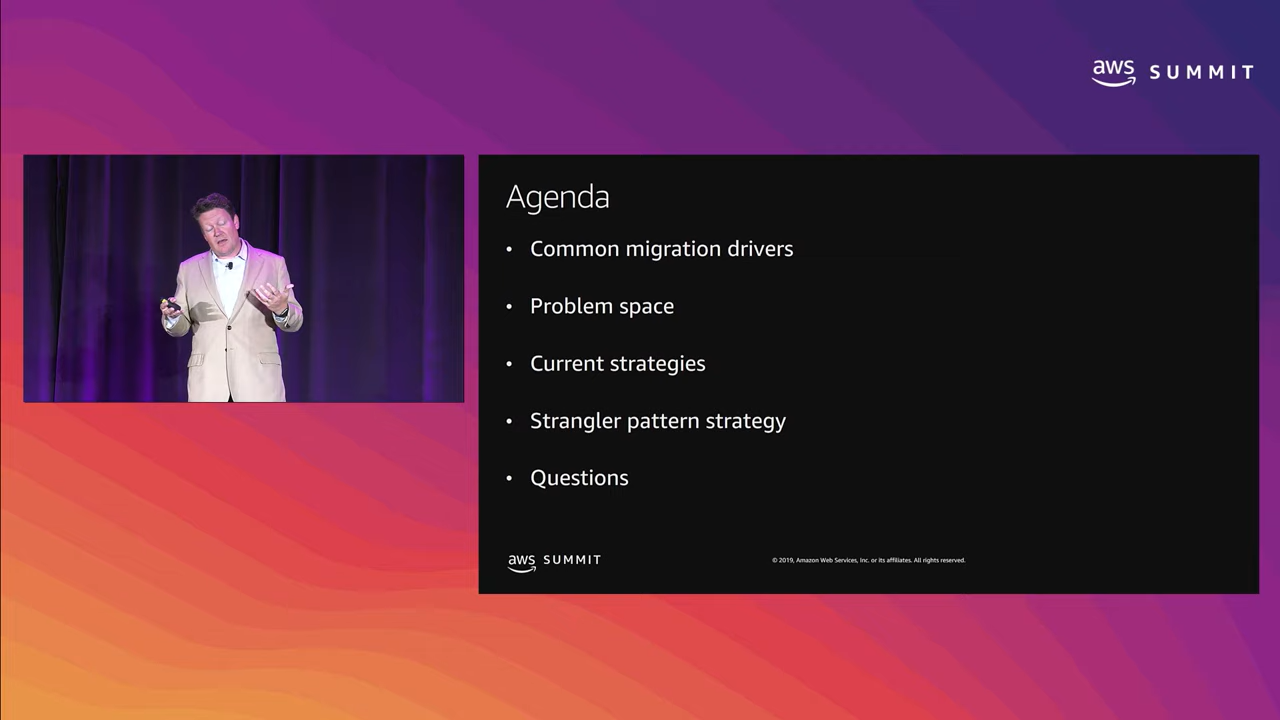 aws SUMMIT
Agenda
• Common migration drivers
• Problem space
• Current strategies
• Strangler pattern strategy
• Questions
aws SUMMIT
© 2019, Amazon Web Services, Inc. or its affiliates. All rights reserved.